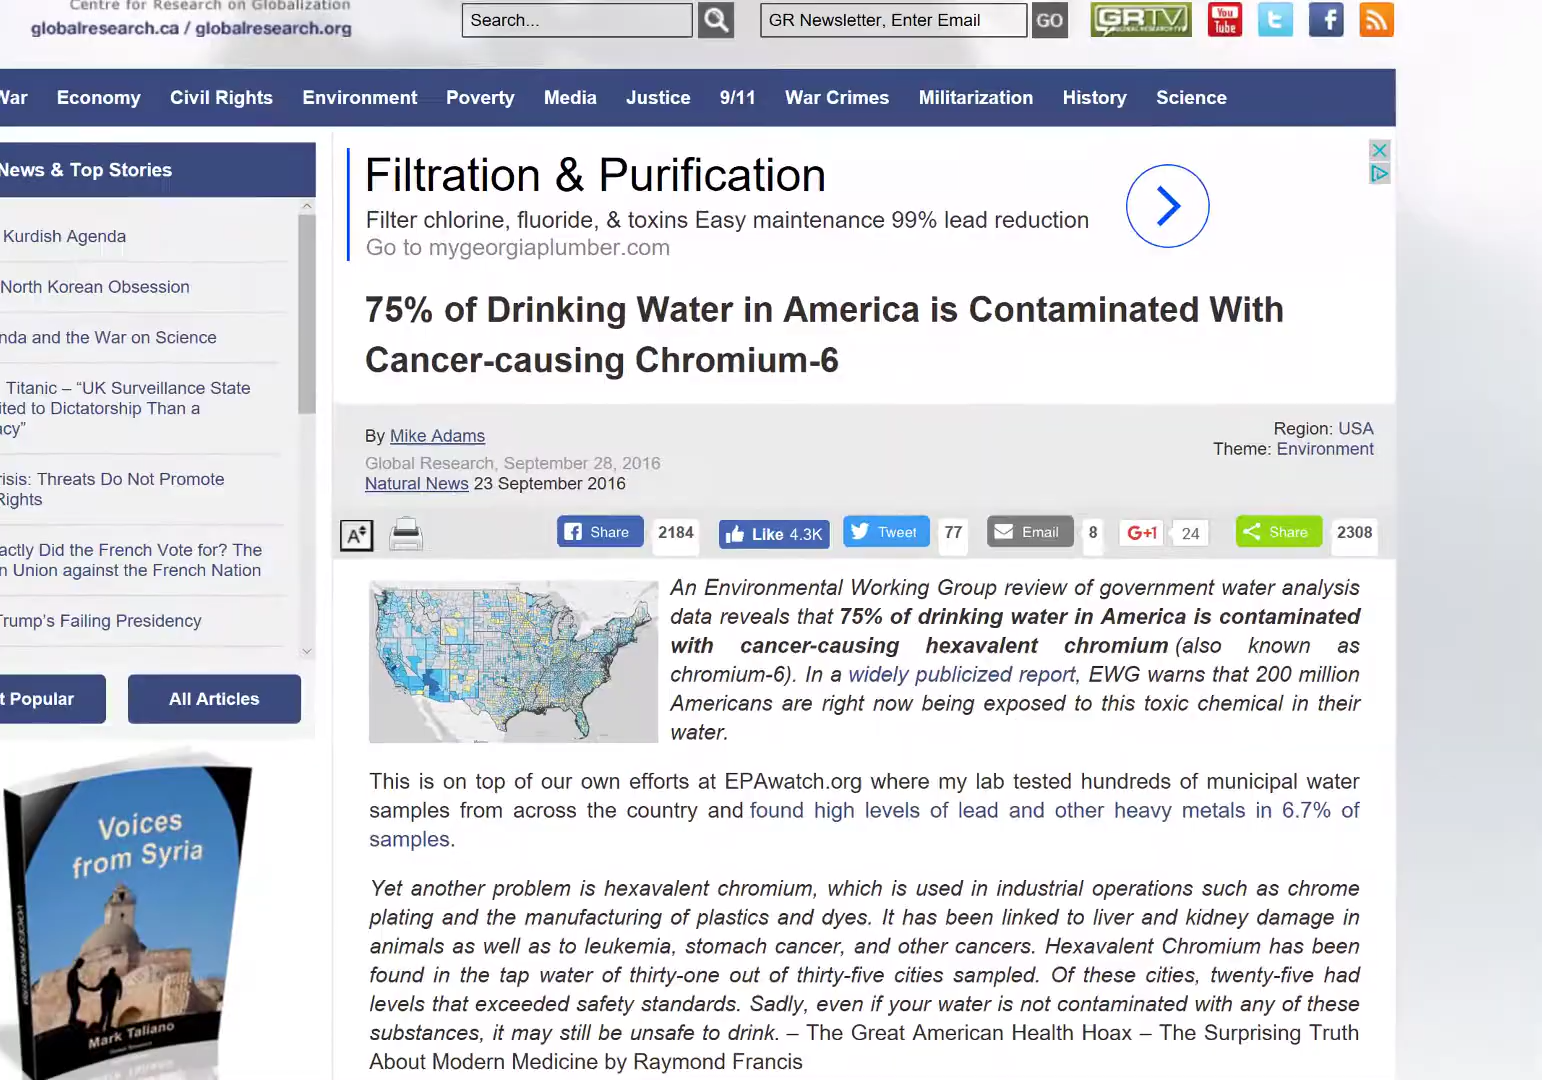 Centre for Research on Globalization
globalresearch.ca / globalresearch.org
Search...
GR Newsletter, Enter Email
GO
GRTV
You
Tube
War Economy Civil Rights Environment Poverty Media Justice 9/11 War Crimes Militarization History Science
News & Top Stories
Kurdish Agenda
North Korean Obsession
nda and the War on Science
Titanic – “UK Surveillance State
ited to Dictatorship Than a
acy”
risis: Threats Do Not Promote
Rights
actly Did the French Vote for? The
n Union against the French Nation
Trump’s Failing Presidency
t Popular
All Articles
Voices
from Syria
Mark Taliano
Filtration & Purification
Filter chlorine, fluoride, & toxins Easy maintenance 99% lead reduction
Go to mygeorgiaplumber.com
75% of Drinking Water in America is Contaminated With
Cancer-causing Chromium-6
By Mike Adams
Global Research, September 28, 2016
Natural News 23 September 2016
Region: USA
Theme: Environment
A
Share 2184 Like 4.3K Tweet 77 Email 8 G+1 24 Share 2308
An Environmental Working Group review of government water analysis
data reveals that 75% of drinking water in America is contaminated
with cancer-causing hexavalent chromium (also known as
chromium-6). In a widely publicized report, EWG warns that 200 million
Americans are right now being exposed to this toxic chemical in their
water.
This is on top of our own efforts at EPAwatch.org where my lab tested hundreds of municipal water
samples from across the country and found high levels of lead and other heavy metals in 6.7% of
samples.
Yet another problem is hexavalent chromium, which is used in industrial operations such as chrome
plating and the manufacturing of plastics and dyes. It has been linked to liver and kidney damage in
animals as well as to leukemia, stomach cancer, and other cancers. Hexavalent Chromium has been
found in the tap water of thirty-one out of thirty-five cities sampled. Of these cities, twenty-five had
levels that exceeded safety standards. Sadly, even if your water is not contaminated with any of these
substances, it may still be unsafe to drink. – The Great American Health Hoax – The Surprising Truth
About Modern Medicine by Raymond Francis